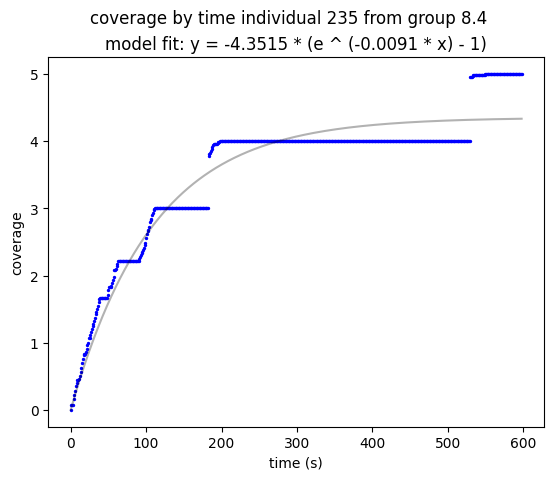 coverage by time individual 235 from group 8.4
model fit: y = -4.3515 * (e ^ (-0.0091 * x) - 1)
5
4
3
2
1
0
coverage
0 100 200 300 400 500 600
time (s)